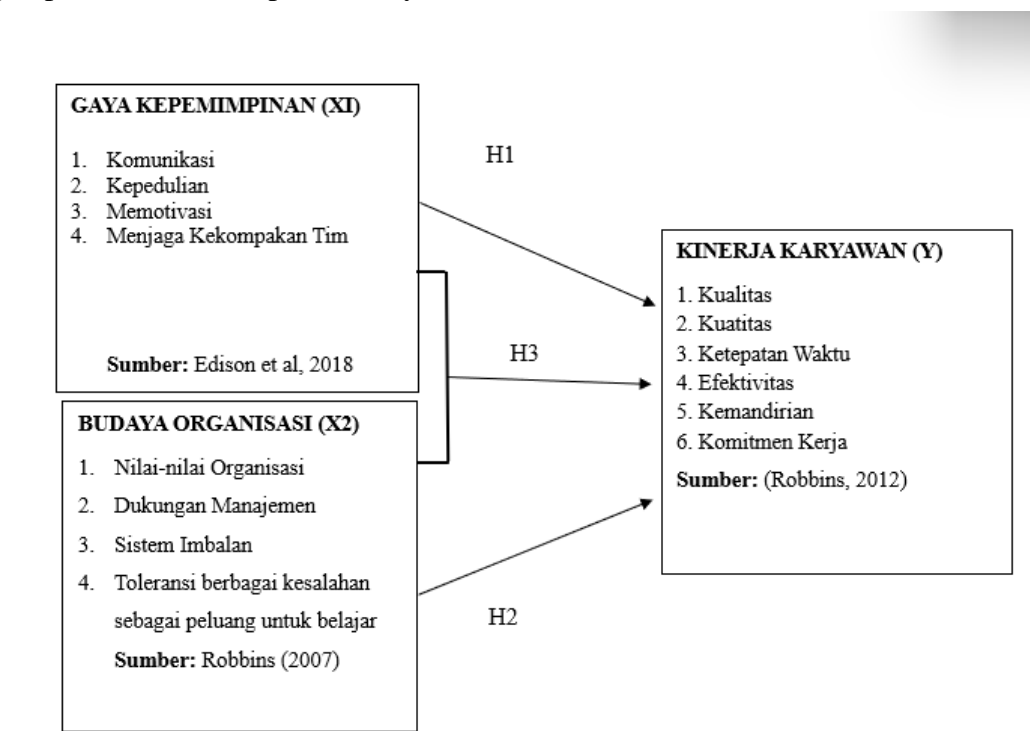 GAYA KEPEMIMPINAN (XI)
1. Komunikasi
2. Kepedulian
3. Memotivasi
4. Menjaga Kekompakan Tim
Sumber: Edison et al, 2018
H1
BUDAYA ORGANISASI (X2)
1. Nilai-nilai Organisasi
2. Dukungan Manajemen
3. Sistem Imbalan
4. Toleransi berbagai kesalahan
sebagai peluang untuk belajar
Sumber: Robbins (2007)
H3
H2
KINERJA KARYAWAN (Y)
1. Kualitas
2. Kuatitas
3. Ketepatan Waktu
4. Efektivitas
5. Kemandirian
6. Komitmen Kerja
Sumber: (Robbins, 2012)